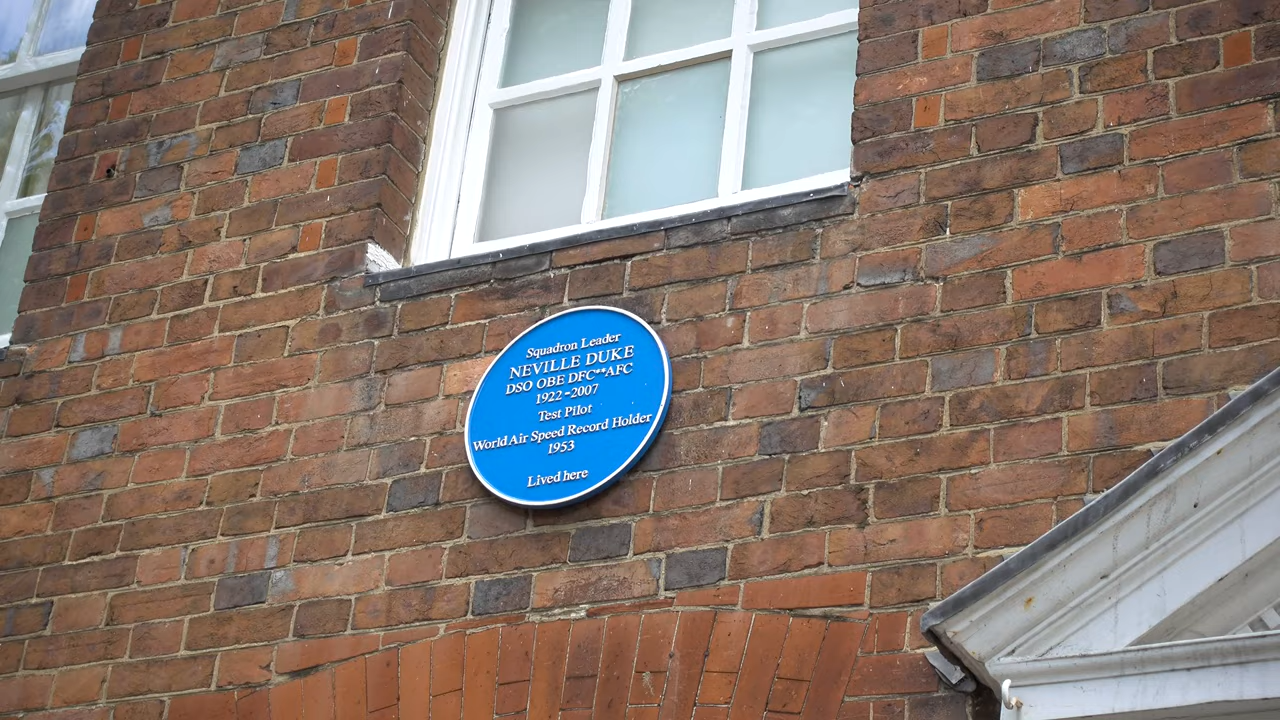 Squadron Leader
NEVILLE DUKE
DSO OBE DFC**AFC
1922-2007
Test Pilot
World Air Speed Record Holder
1953
Lived here